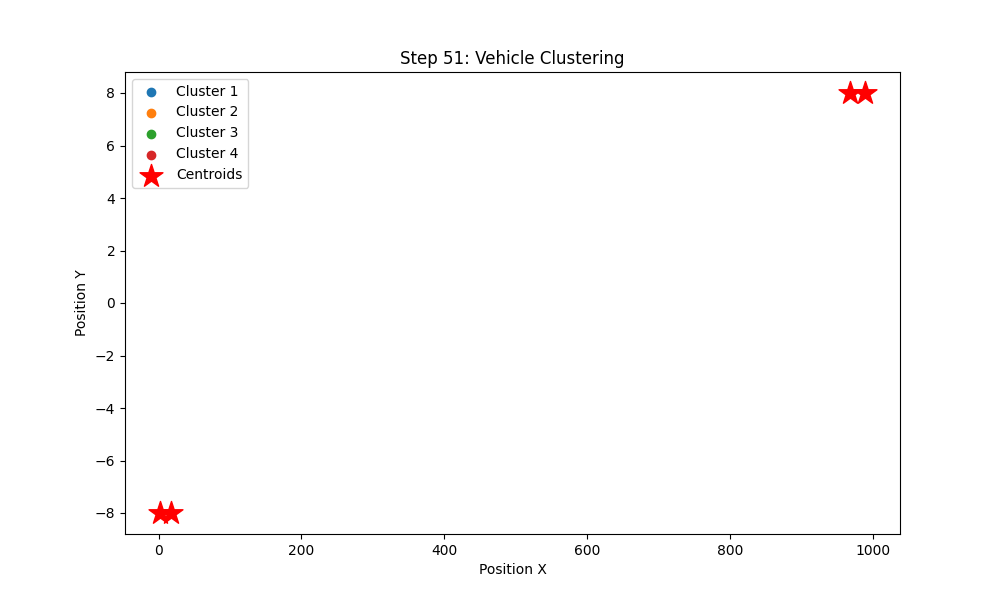 Step 51: Vehicle Clustering
Cluster 1
Cluster 2
Cluster 3
Cluster 4
Centroids
8
6
4
2
0
−2
−4
−6
−8
Position Y
0 200 400 600 800 1000
Position X